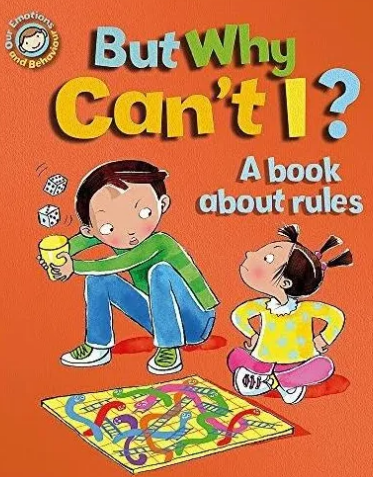 Our Emotions
and Behaviour
But Why
Can't I?
A book
about rules